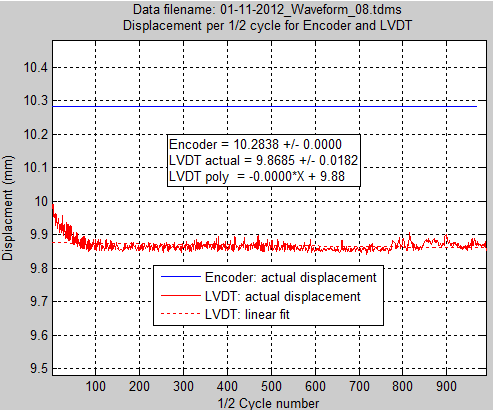 Data filename: 01-11-2012_Waveform_08.tdms
Displacement per 1/2 cycle for Encoder and LVDT
Displacment (mm)
10.4
10.3
10.2
10.1
10
9.9
9.8
9.7
9.6
9.5
Encoder = 10.2838 +/- 0.0000
LVDT actual = 9.8685 +/- 0.0182
LVDT poly = -0.0000*X + 9.88
Encoder: actual displacement
LVDT: actual displacement
LVDT: linear fit
100 200 300 400 500 600 700 800 900
1/2 Cycle number